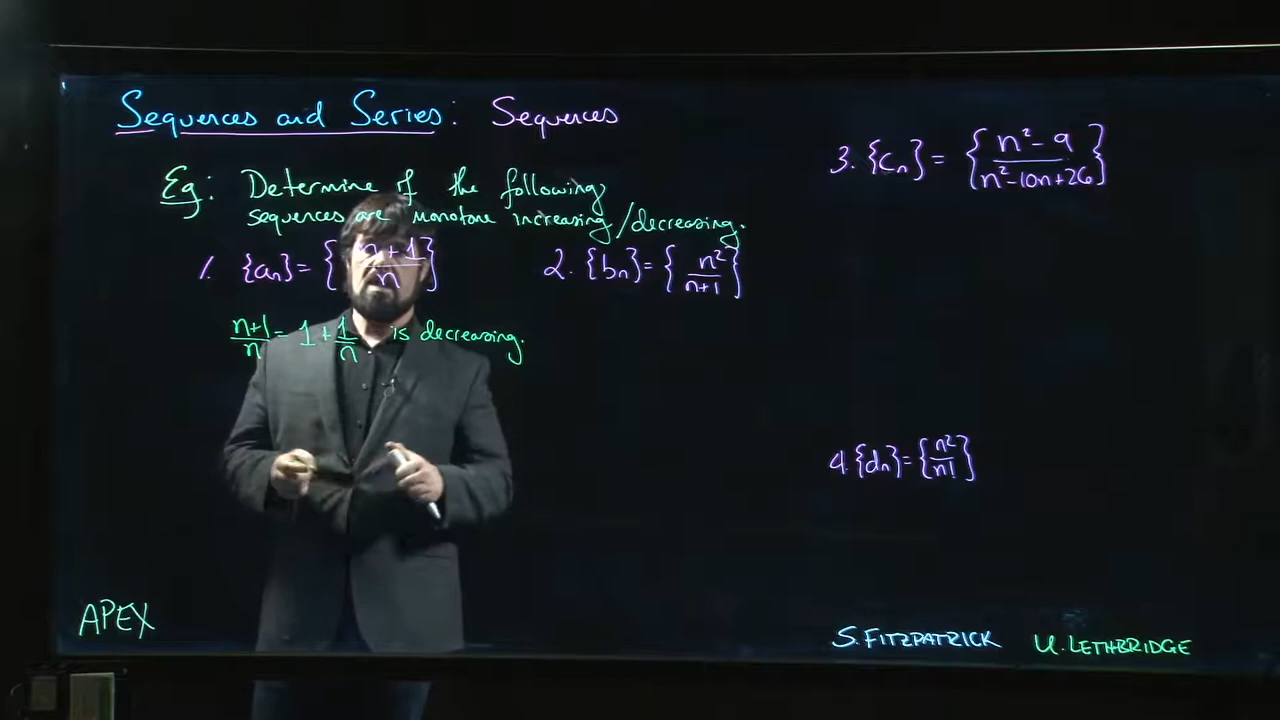 Sequences and Series: Sequences
Eg: Determine if the following
sequences are monotone increasing/decreasing.
1. {an} = {n+1/n}
2. {bn} = {n²/n+1}
n+1/n = 1 + 1/n is decreasing.
3. {cn} = {n²-9/n²-10n+26}
4. {dn} = {n²/n!}
APEX
S. FITZPATRICK
U. LETHBRIDGE